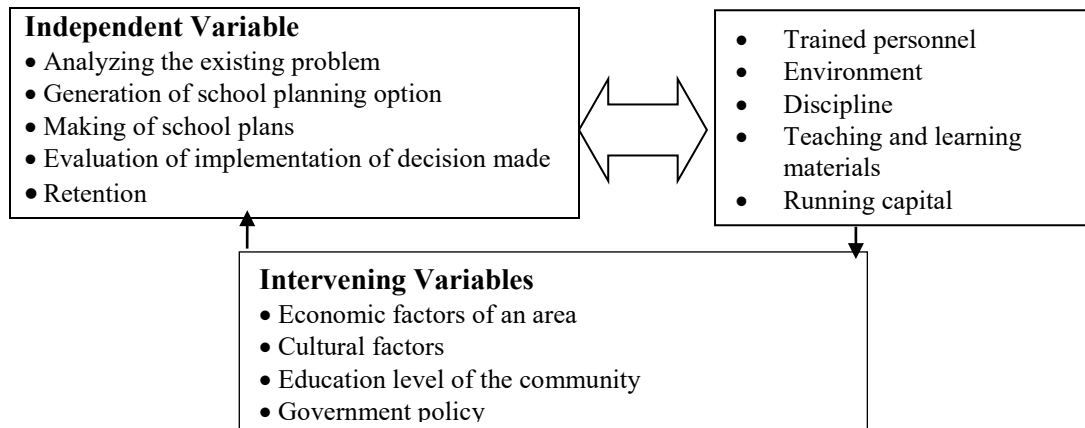 Independent Variable
• Analyzing the existing problem
• Generation of school planning option
• Making of school plans
• Evaluation of implementation of decision made
• Retention
• Trained personnel
• Environment
• Discipline
• Teaching and learning
materials
• Running capital
Intervening Variables
• Economic factors of an area
• Cultural factors
• Education level of the community
• Government policy